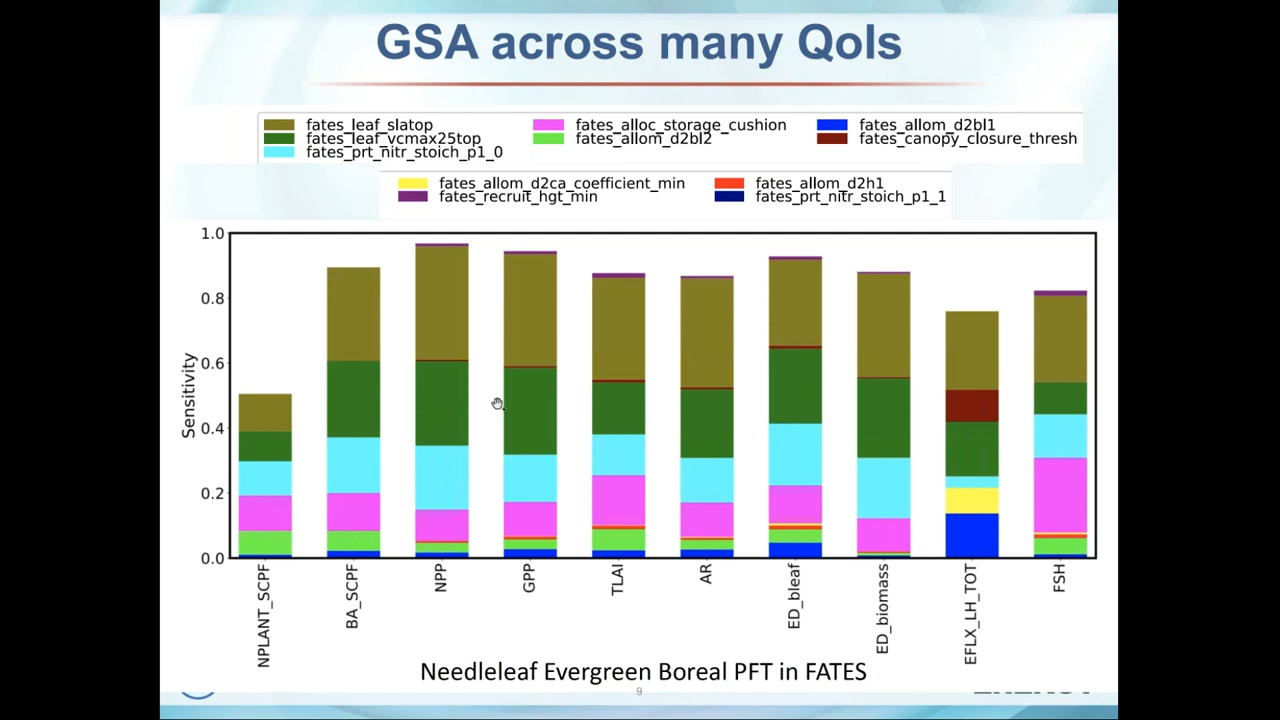 GSA across many QoIs
fates_leaf_slatop
fates_leaf_vcmax25top
fates_prt_nitr_stoich_p1_0
fates_alloc_storage_cushion
fates_allom_d2bl2
fates_allom_d2bl1
fates_canopy_closure_thresh
fates_allom_d2ca_coefficient_min
fates_recruit_hgt_min
fates_allom_d2h1
fates_prt_nitr_stoich_p1_1
1.0
0.8
0.6
0.4
0.2
0.0
Sensitivity
NPLANT_SCPF
BA_SCPF
NPP
GPP
TLAI
AR
ED_bleaf
ED_biomass
EFLX_LH_TOT
FSH
Needleleaf Evergreen Boreal PFT in FATES
9